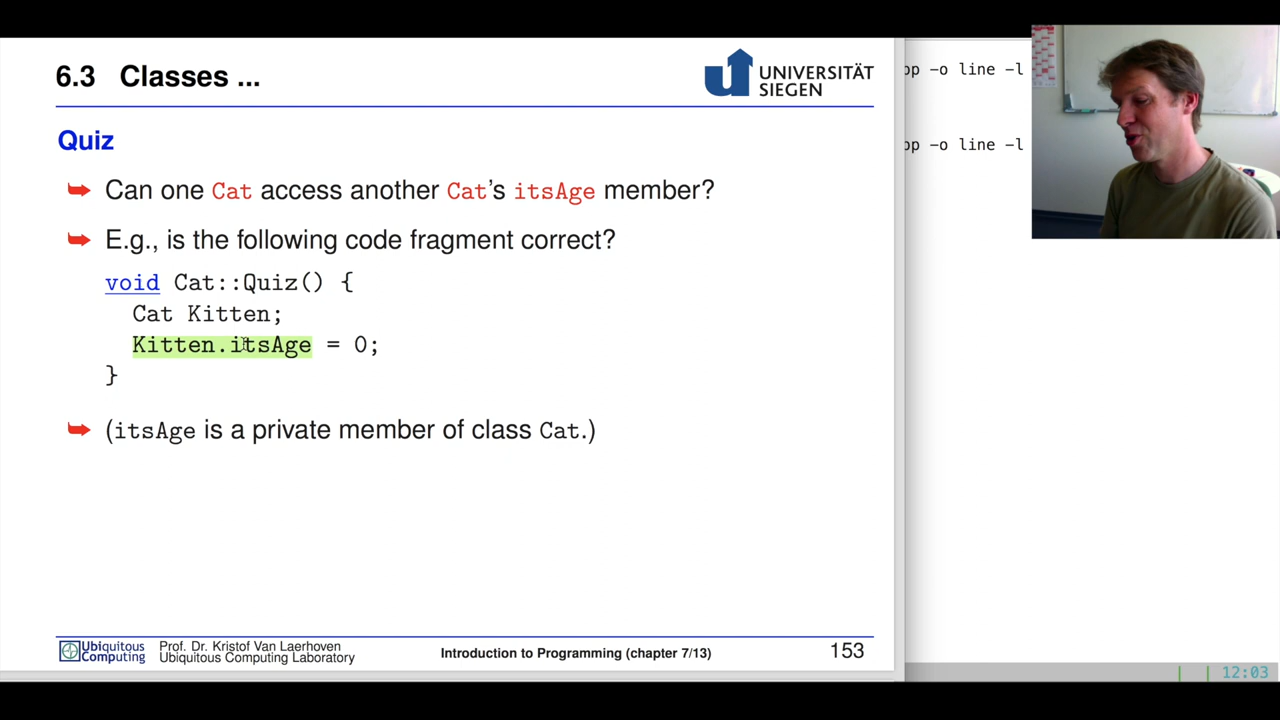 6.3 Classes ...
UNIVERSITÄT
SIEGEN
Quiz
Can one Cat access another Cat's itsAge member?
E.g., is the following code fragment correct?
void Cat::Quiz() {
Cat Kitten;
Kitten.itsAge = 0;
}
(itsAge is a private member of class Cat.)
Ubiquitous
Computing
Prof. Dr. Kristof Van Laerhoven
Ubiquitous Computing Laboratory
Introduction to Programming (chapter 7/13)
153
pp -o line -l
pp -o line -l
12:03